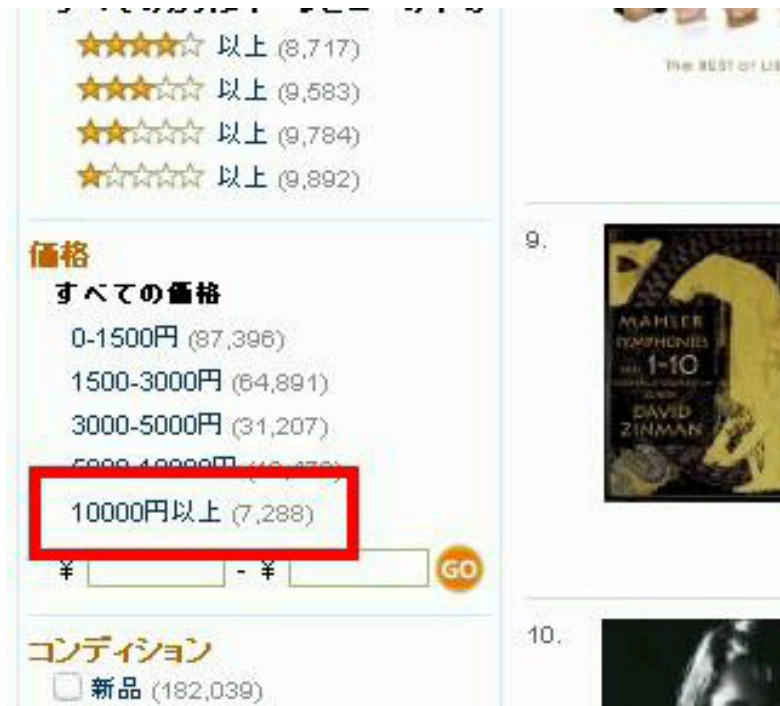 以上 (8,717)
以上 (9,583)
以上 (9,784)
以上 (9,892)
価格
すべての価格
0-1500円 (87,396)
1500-3000円 (64,891)
3000-5000円 (31,207)
10000円以上 (7,288)
¥ - ¥ GO
コンディション
新品 (182,039)
The BEST OF
9.
MAHLER
SYMPHONIES
1-10
DAVID
ZINMAN
10.